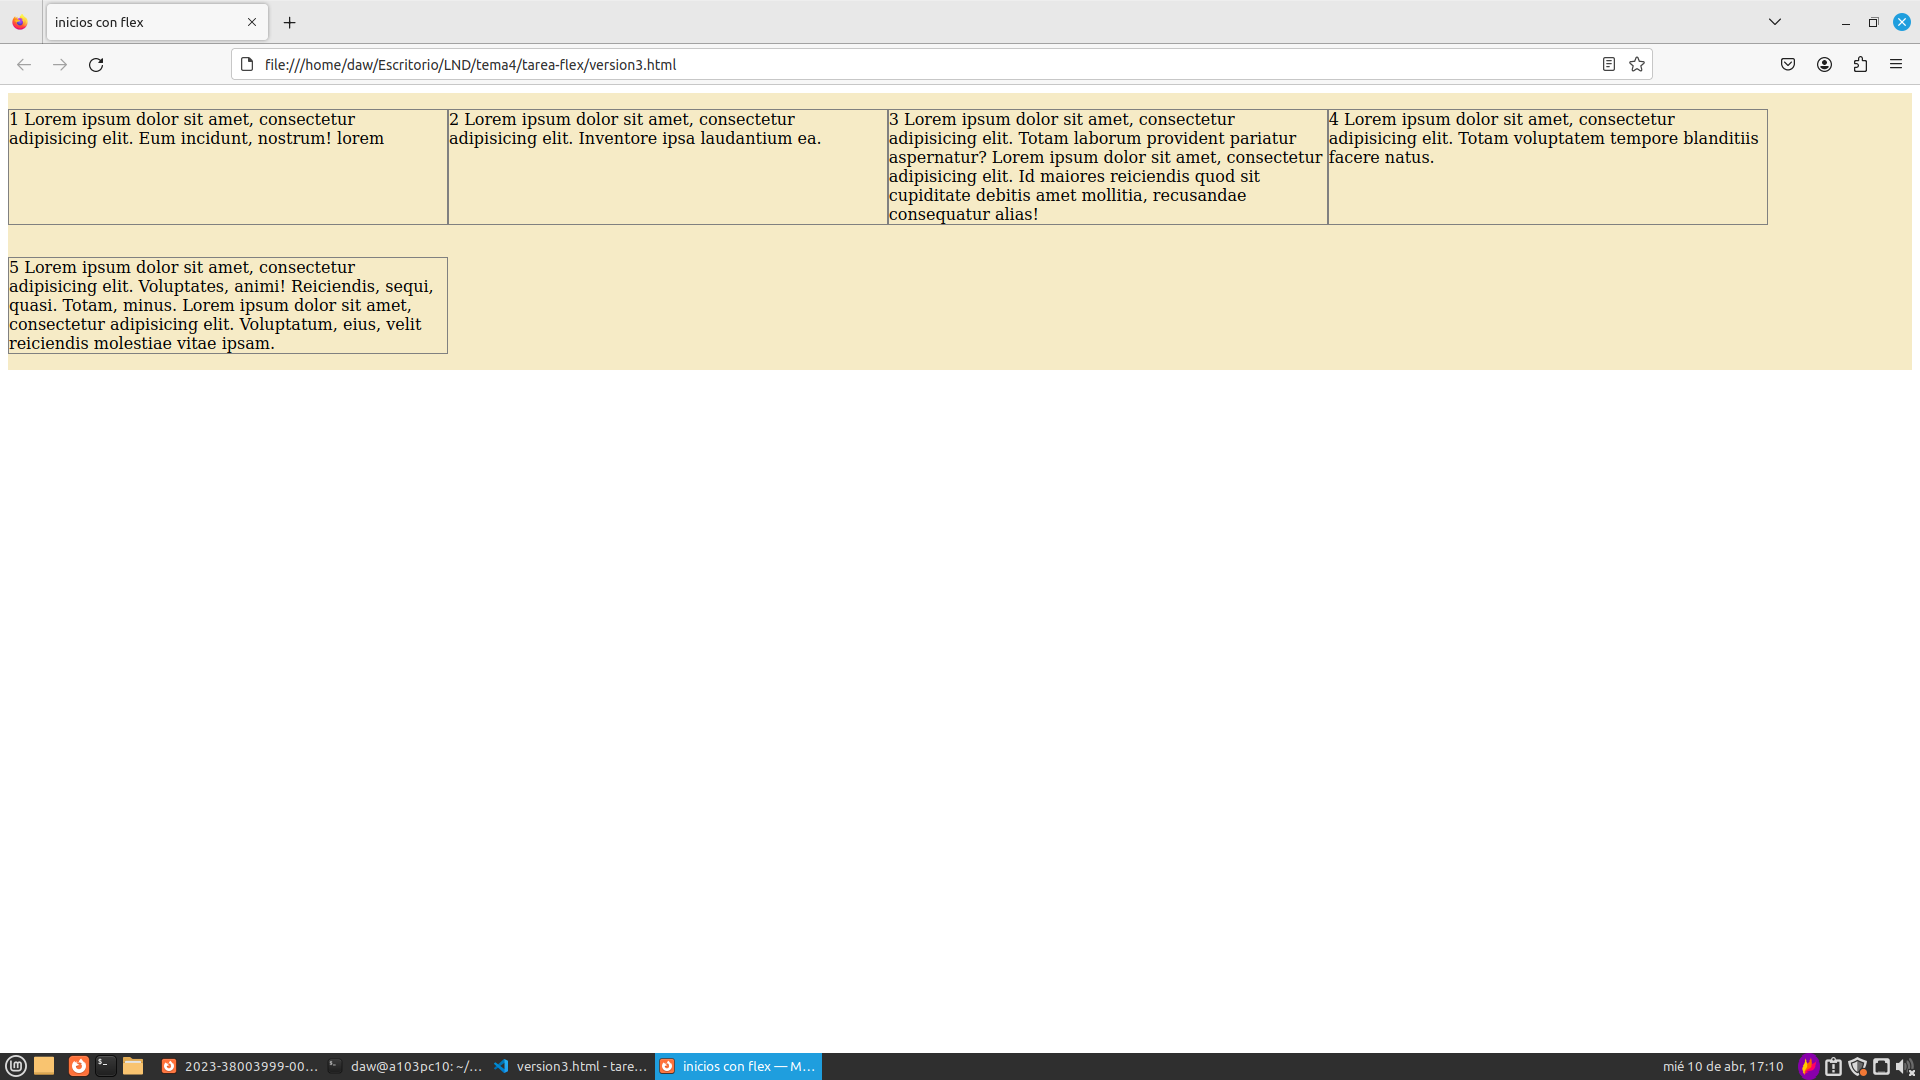 inicios con flex
file:///home/daw/Escritorio/LND/tema4/tarea-flex/version3.html
1 Lorem ipsum dolor sit amet, consectetur
adipisicing elit. Eum incidunt, nostrum! lorem
2 Lorem ipsum dolor sit amet, consectetur
adipisicing elit. Inventore ipsa laudantium ea.
3 Lorem ipsum dolor sit amet, consectetur
adipisicing elit. Totam laborum provident pariatur
aspernatur? Lorem ipsum dolor sit amet, consectetur
adipisicing elit. Id maiores reiciendis quod sit
cupiditate debitis amet mollitia, recusandae
consequatur alias!
4 Lorem ipsum dolor sit amet, consectetur
adipisicing elit. Totam voluptatem tempore blanditiis
facere natus.
5 Lorem ipsum dolor sit amet, consectetur
adipisicing elit. Voluptates, animi! Reiciendis, sequi,
quasi. Totam, minus. Lorem ipsum dolor sit amet,
consectetur adipisicing elit. Voluptatum, eius, velit
reiciendis molestiae vitae ipsam.
2023-38003999-00...
daw@a103pc10: ~/...
version3.html - tare...
inicios con flex — M...
mié 10 de abr, 17:10